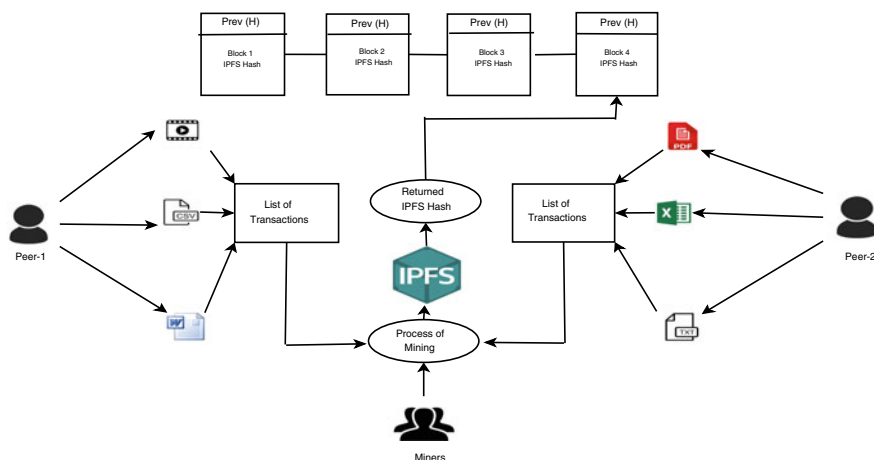 Prev (H)
Block 1
IPFS Hash
Prev (H)
Block 2
IPFS Hash
Prev (H)
Block 3
IPFS Hash
Prev (H)
Block 4
IPFS Hash
CSV
Peer-1
List of
Transactions
Returned
IPFS Hash
IPFS
Process of
Mining
Miners
List of
Transactions
PDF
X
TXT
Peer-2
W